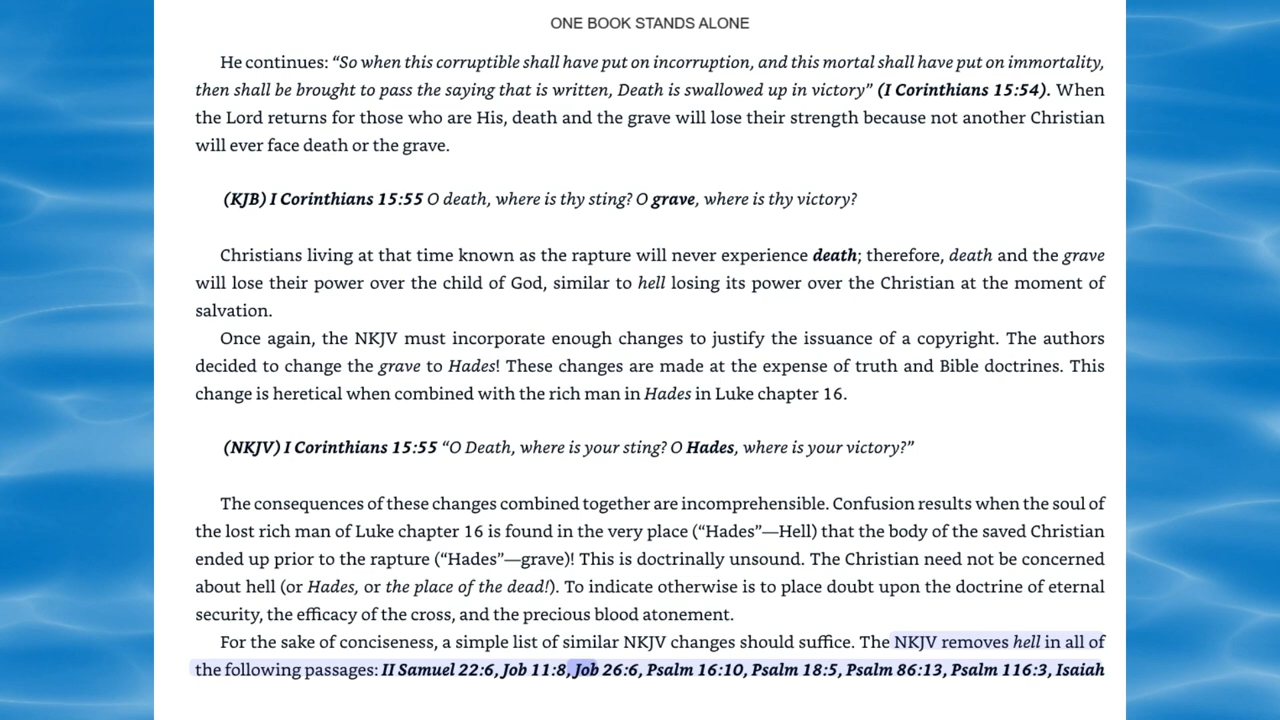 ONE BOOK STANDS ALONE
He continues: “So when this corruptible shall have put on incorruption, and this mortal shall have put on immortality,
then shall be brought to pass the saying that is written, Death is swallowed up in victory” (I Corinthians 15:54). When
the Lord returns for those who are His, death and the grave will lose their strength because not another Christian
will ever face death or the grave.
(KJB) I Corinthians 15:55 O death, where is thy sting? O grave, where is thy victory?
Christians living at that time known as the rapture will never experience death; therefore, death and the grave
will lose their power over the child of God, similar to hell losing its power over the Christian at the moment of
salvation.
Once again, the NKJV must incorporate enough changes to justify the issuance of a copyright. The authors
decided to change the grave to Hades! These changes are made at the expense of truth and Bible doctrines. This
change is heretical when combined with the rich man in Hades in Luke chapter 16.
(NKJV) I Corinthians 15:55 “O Death, where is your sting? O Hades, where is your victory?”
The consequences of these changes combined together are incomprehensible. Confusion results when the soul of
the lost rich man of Luke chapter 16 is found in the very place (“Hades”—Hell) that the body of the saved Christian
ended up prior to the rapture (“Hades”—grave)! This is doctrinally unsound. The Christian need not be concerned
about hell (or Hades, or the place of the dead!). To indicate otherwise is to place doubt upon the doctrine of eternal
security, the efficacy of the cross, and the precious blood atonement.
For the sake of conciseness, a simple list of similar NKJV changes should suffice. The NKJV removes hell in all of
the following passages: II Samuel 22:6, Job 11:8, Job 26:6, Psalm 16:10, Psalm 18:5, Psalm 86:13, Psalm 116:3, Isaiah